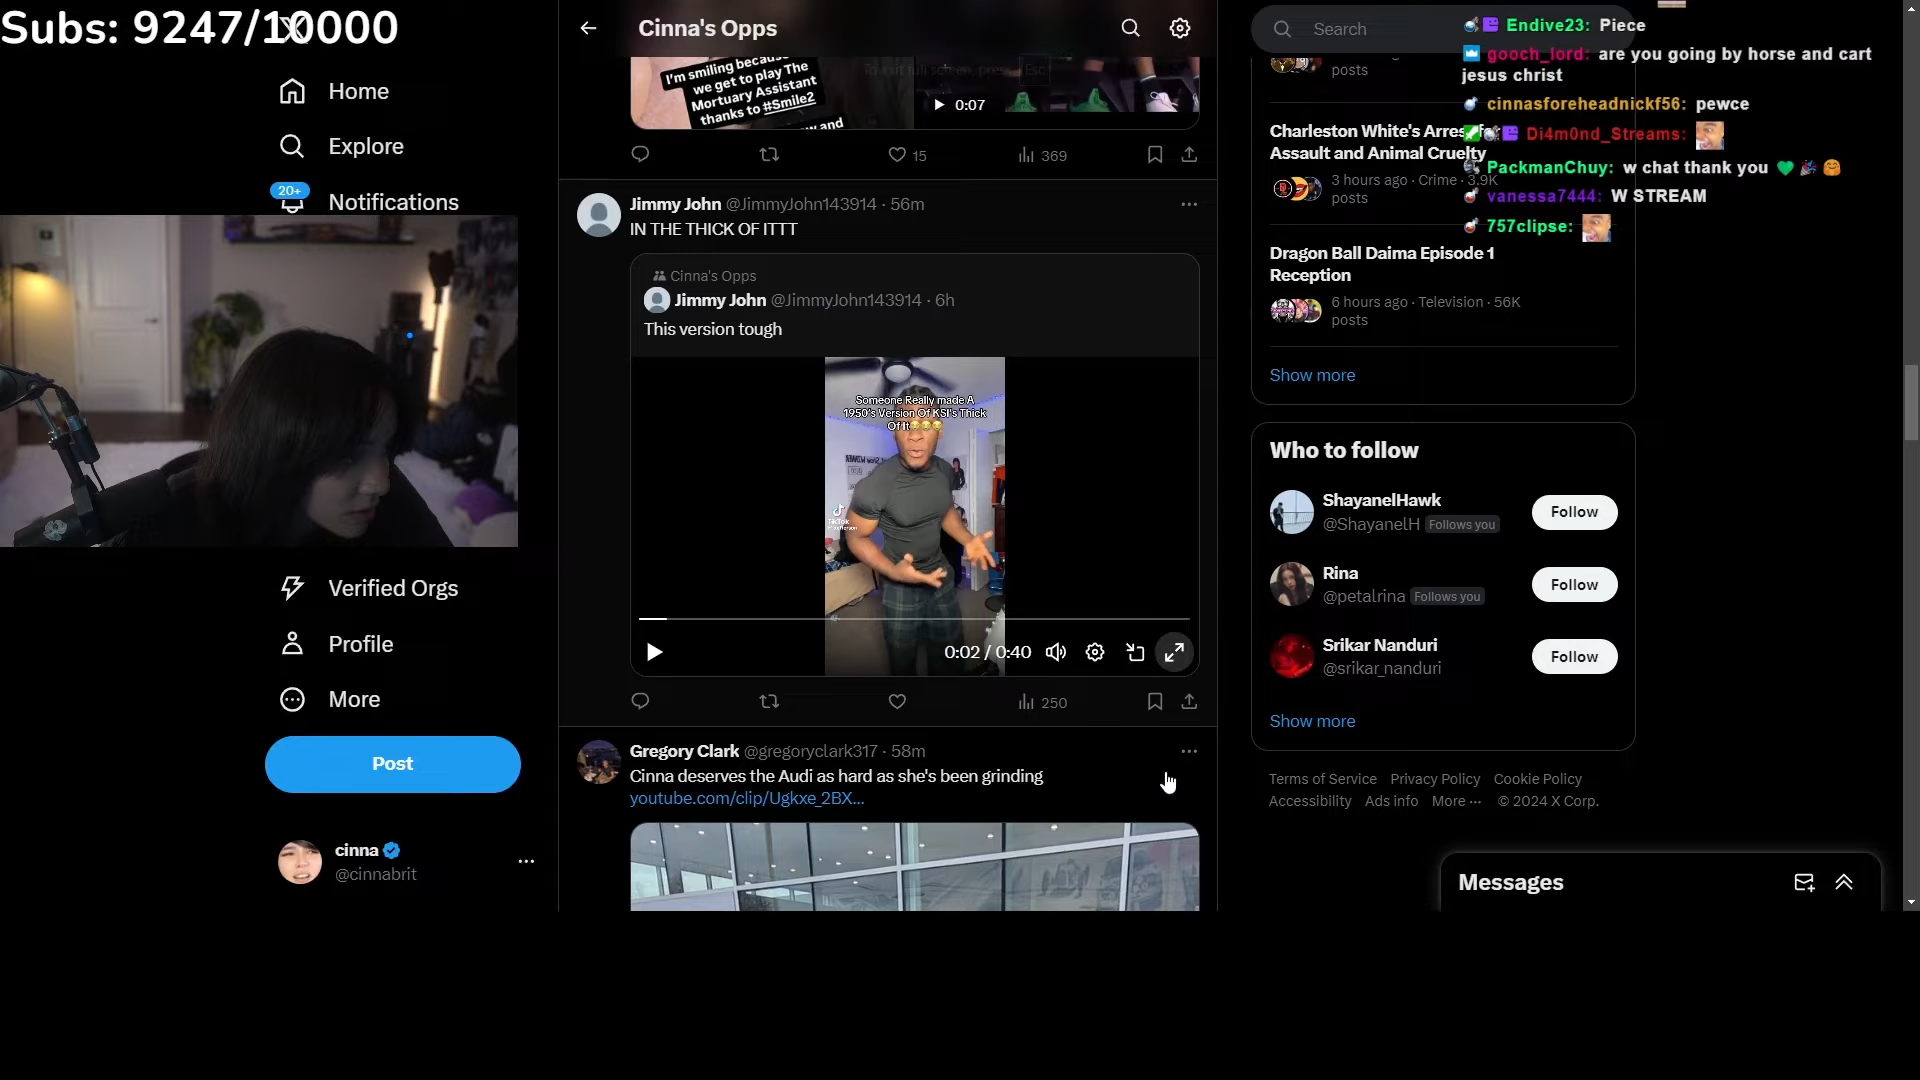 Subs: 9247/10000
Home
Explore
20+
Notifications
Verified Orgs
Profile
More
Post
cinna
@cinnabrit
Cinna's Opps
I'm smiling because
we get to play The
Mortuary Assistant
thanks to #Smile2
0:07
15
369
Jimmy John @JimmyJohn143914 · 56m
IN THE THICK OF ITTT
Cinna's Opps
Jimmy John @JimmyJohn143914 · 6h
This version tough
Someone Really made A
1950's Version Of KSI's Thick
Of It😂😂😂
TikTok
0:02 / 0:40
250
Gregory Clark @gregoryclark317 · 58m
Cinna deserves the Audi as hard as she's been grinding
youtube.com/clip/Ugkxe_2BX...
Search
posts
Charleston White's Arrest for
Assault and Animal Cruelty
3 hours ago · Crime · 3.9K
posts
Dragon Ball Daima Episode 1
Reception
6 hours ago · Television · 56K
posts
Show more
Who to follow
ShayanelHawk
@ShayanelH Follows you
Follow
Rina
@petalrina Follows you
Follow
Srikar Nanduri
@srikar_nanduri
Follow
Show more
Terms of Service Privacy Policy Cookie Policy
Accessibility Ads info More ··· © 2024 X Corp.
Messages
Endive23: Piece
gooch_lord: are you going by horse and cart
jesus christ
cinnasforeheadnickf56: pewce
Di4m0nd_Streams:
PackmanChuy: w chat thank you 💚 🎉 🤗
vanessa7444: W STREAM
757clipse: